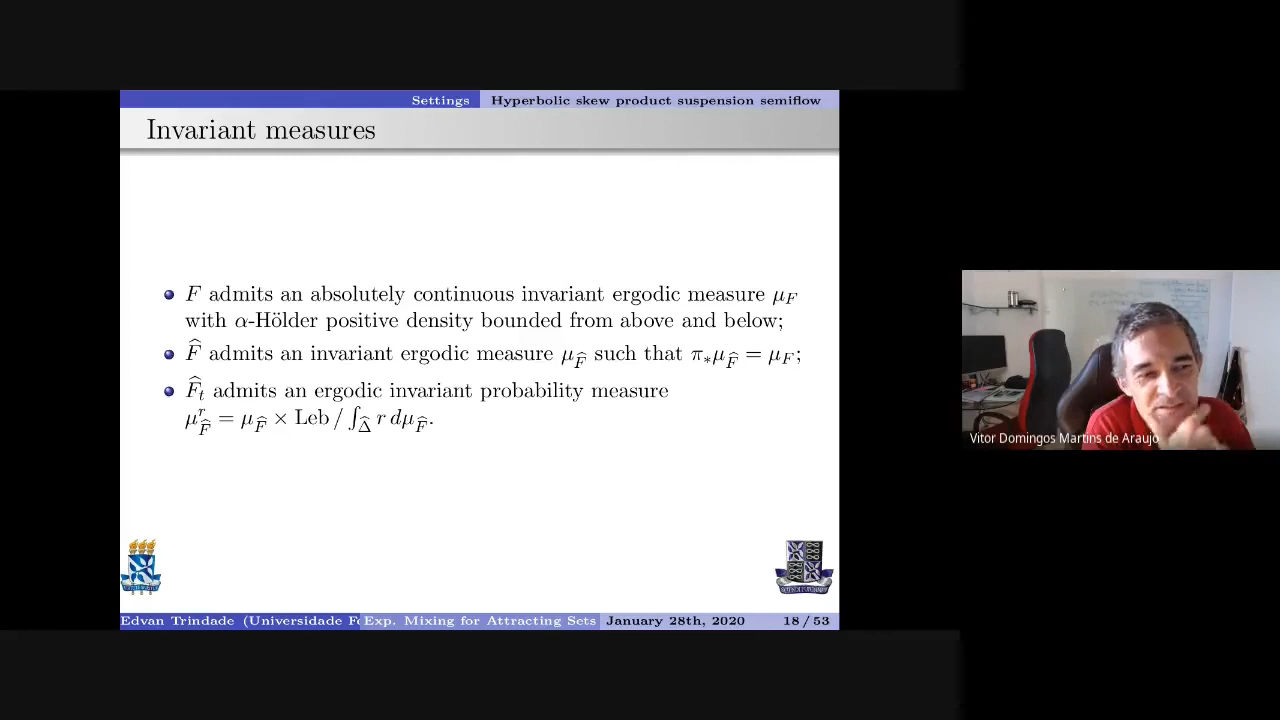 Settings
Hyperbolic skew product suspension semiflow
Invariant measures
F admits an absolutely continuous invariant ergodic measure μ_F
with α-Hölder positive density bounded from above and below;
F̂ admits an invariant ergodic measure μ_F̂ such that π_*μ_F̂ = μ_F;
F̂_t admits an ergodic invariant probability measure
μ^r_F̂ = μ_F̂ × Leb / ∫_Δ̂ r dμ_F̂.
Edvan Trindade (Universidade Fe
Exp. Mixing for Attracting Sets
January 28th, 2020
18 / 53
Vitor Domingos Martins de Araujo